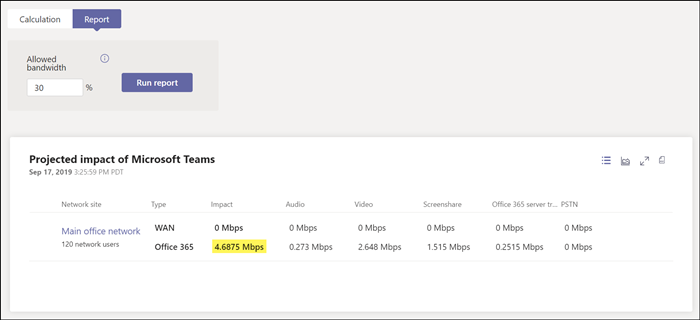 Calculation Report
Allowed
bandwidth
30 % Run report
Projected impact of Microsoft Teams
Sep 17, 2019 3:25:59 PM PDT
Network site Type Impact Audio Video Screenshare Office 365 server tr... PSTN
WAN 0 Mbps 0 Mbps 0 Mbps 0 Mbps 0 Mbps 0 Mbps
Main office network
120 network users
Office 365 4.6875 Mbps 0.273 Mbps 2.648 Mbps 1.515 Mbps 0.2515 Mbps 0 Mbps